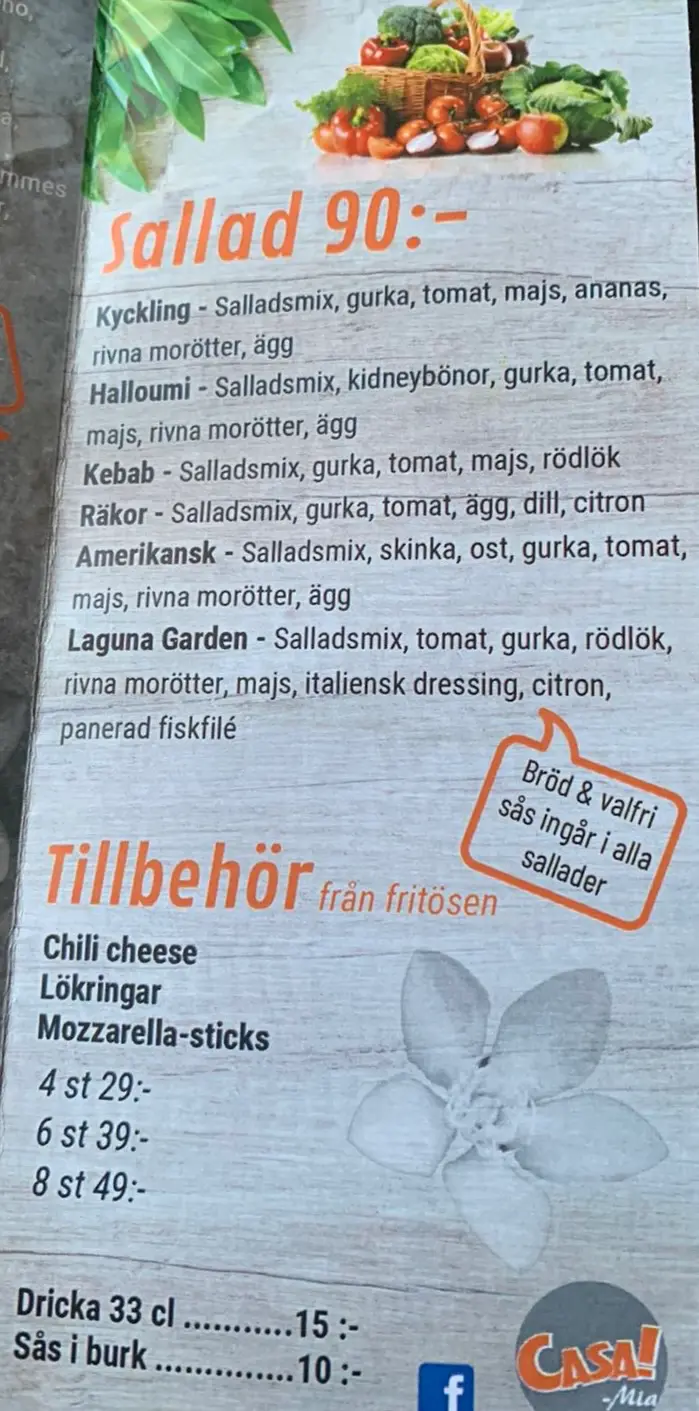 no,
mmes
Sallad 90:-
Kyckling - Salladsmix, gurka, tomat, majs, ananas,
rivna morötter, ägg
Halloumi - Salladsmix, kidneybönor, gurka, tomat,
majs, rivna morötter, ägg
Kebab - Salladsmix, gurka, tomat, majs, rödlök
Räkor - Salladsmix, gurka, tomat, ägg, dill, citron
Amerikansk - Salladsmix, skinka, ost, gurka, tomat,
majs, rivna morötter, ägg
Laguna Garden - Salladsmix, tomat, gurka, rödlök,
rivna morötter, majs, italiensk dressing, citron,
panerad fiskfilé
Bröd & valfri
sås ingår i alla
sallader
Tillbehör från fritösen
Chili cheese
Lökringar
Mozzarella-sticks
4 st 29:-
6 st 39:-
8 st 49:-
Dricka 33 cl ...........15 :-
Sås i burk ..............10 :-
f
CASA!
-Mia